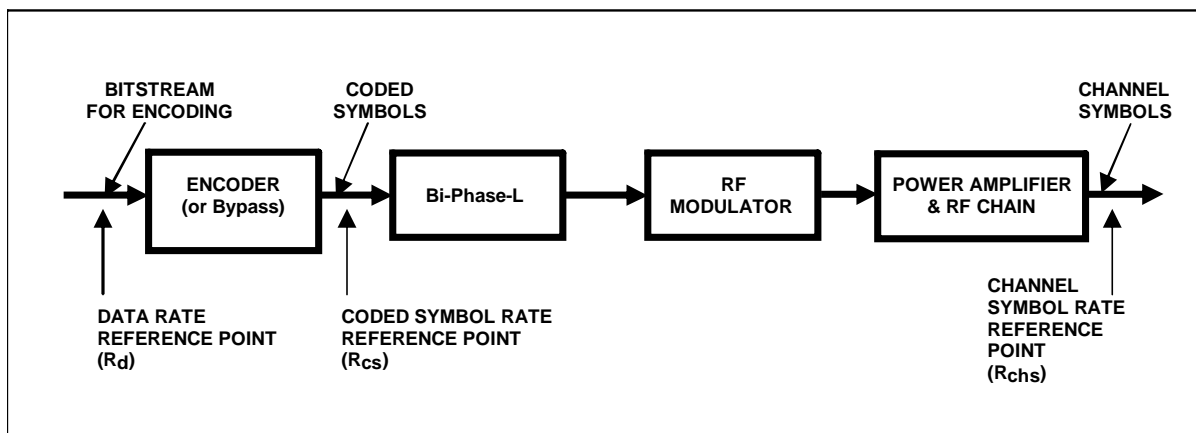 BITSTREAM
FOR ENCODING
CODED
SYMBOLS
CHANNEL
SYMBOLS
ENCODER
(or Bypass)
Bi-Phase-L
RF
MODULATOR
POWER AMPLIFIER
& RF CHAIN
DATA RATE
REFERENCE POINT
(Rd)
CODED SYMBOL RATE
REFERENCE POINT
(Rcs)
CHANNEL
SYMBOL RATE
REFERENCE
POINT
(Rchs)